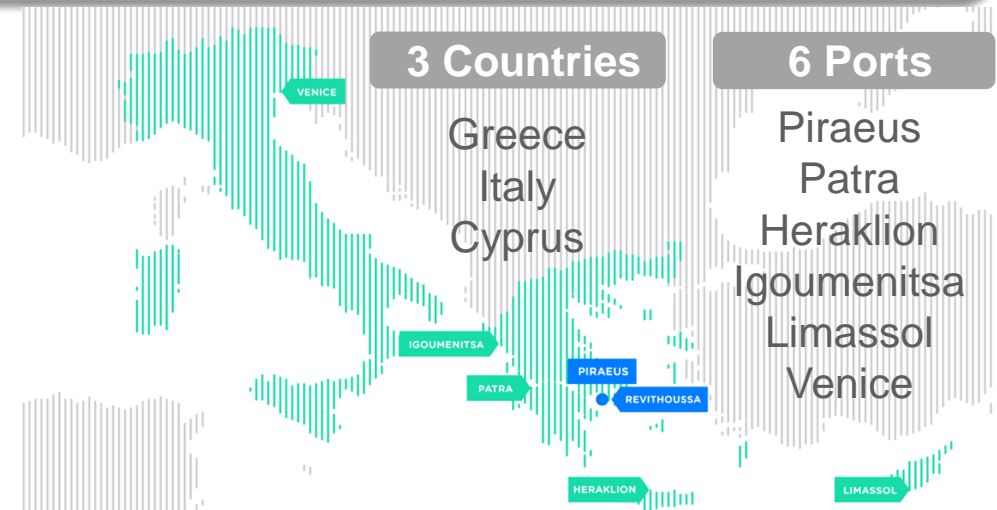 3 Countries
Greece
Italy
Cyprus
6 Ports
Piraeus
Patra
Heraklion
Igoumenitsa
Limassol
Venice
VENICE
IGOUMENITSA
PATRA
PIRAEUS
REVITHOUSSA
HERAKLION
LIMASSOL